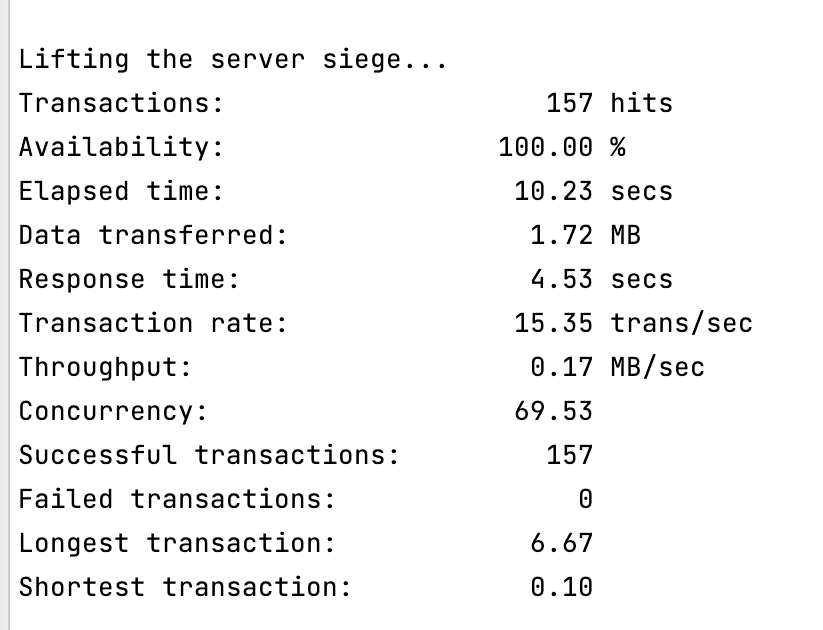 Lifting the server siege...
Transactions: 157 hits
Availability: 100.00 %
Elapsed time: 10.23 secs
Data transferred: 1.72 MB
Response time: 4.53 secs
Transaction rate: 15.35 trans/sec
Throughput: 0.17 MB/sec
Concurrency: 69.53
Successful transactions: 157
Failed transactions: 0
Longest transaction: 6.67
Shortest transaction: 0.10